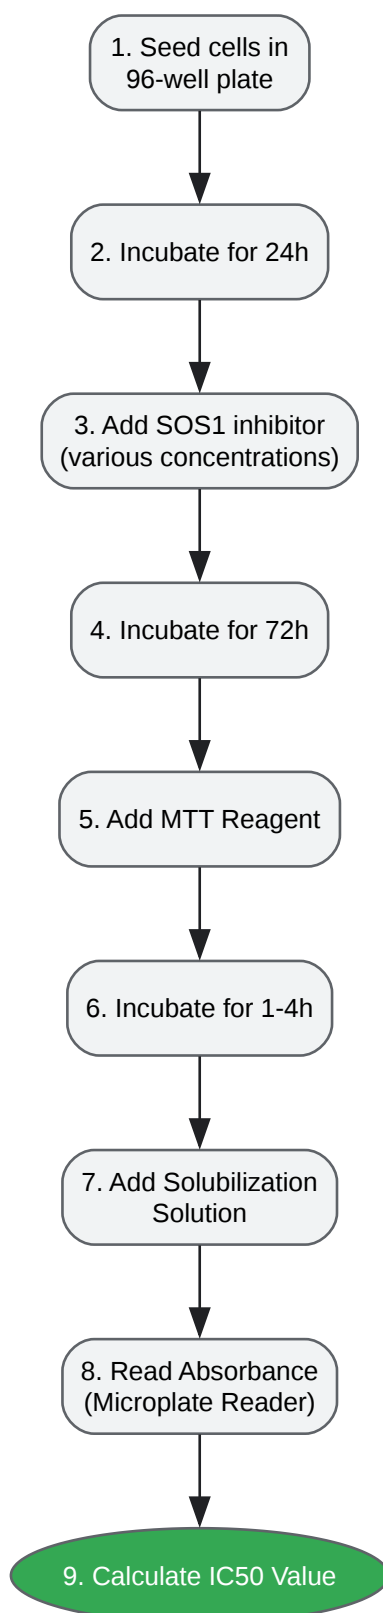 1. Seed cells in
96-well plate
2. Incubate for 24h
3. Add SOS1 inhibitor
(various concentrations)
4. Incubate for 72h
5. Add MTT Reagent
6. Incubate for 1-4h
7. Add Solubilization
Solution
8. Read Absorbance
(Microplate Reader)
9. Calculate IC50 Value